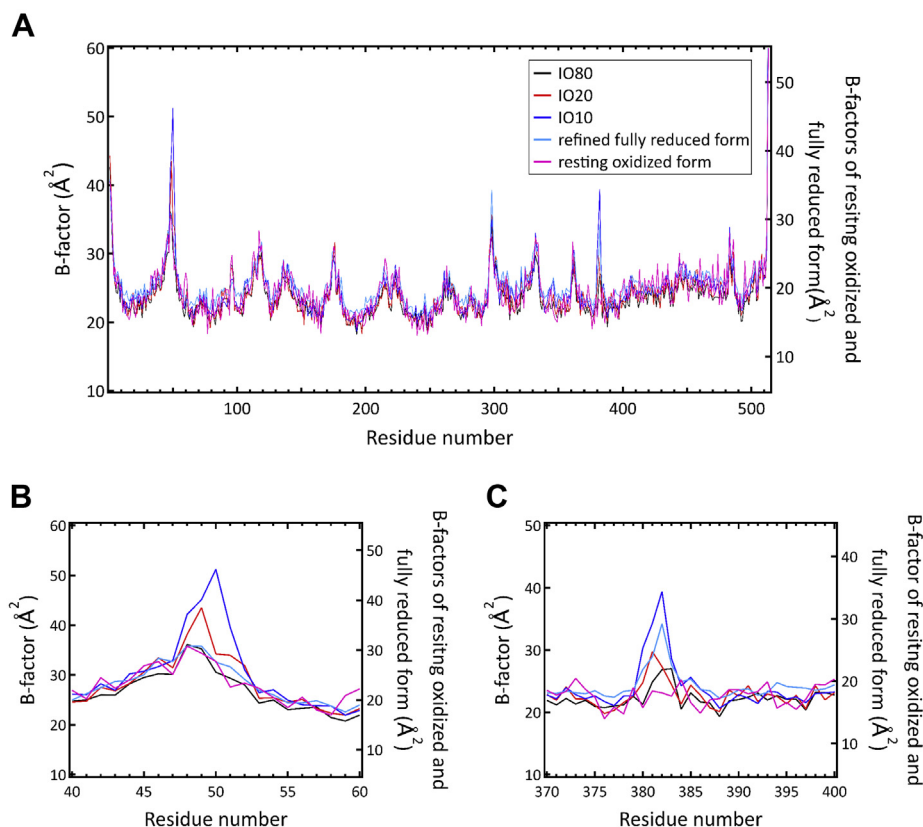 A
B-factor (Å2)
60
50
40
30
20
10
100
200
300
400
500
Residue number
50
40
30
20
10
B-factors of resitng oxidized and
fully reduced form(Å2)
IO80
IO20
IO10
refined fully reduced form
resting oxidized form
B
B-factor (Å2)
60
50
40
30
20
10
40
45
50
55
60
Residue number
50
40
30
20
10
B-factors of resitng oxidized and
fully reduced form (Å2)
C
B-factor (Å2)
50
40
30
20
10
370
375
380
385
390
395
400
Residue number
40
30
20
10
B-factor of resitng oxidized and
fully reduced form (Å2)